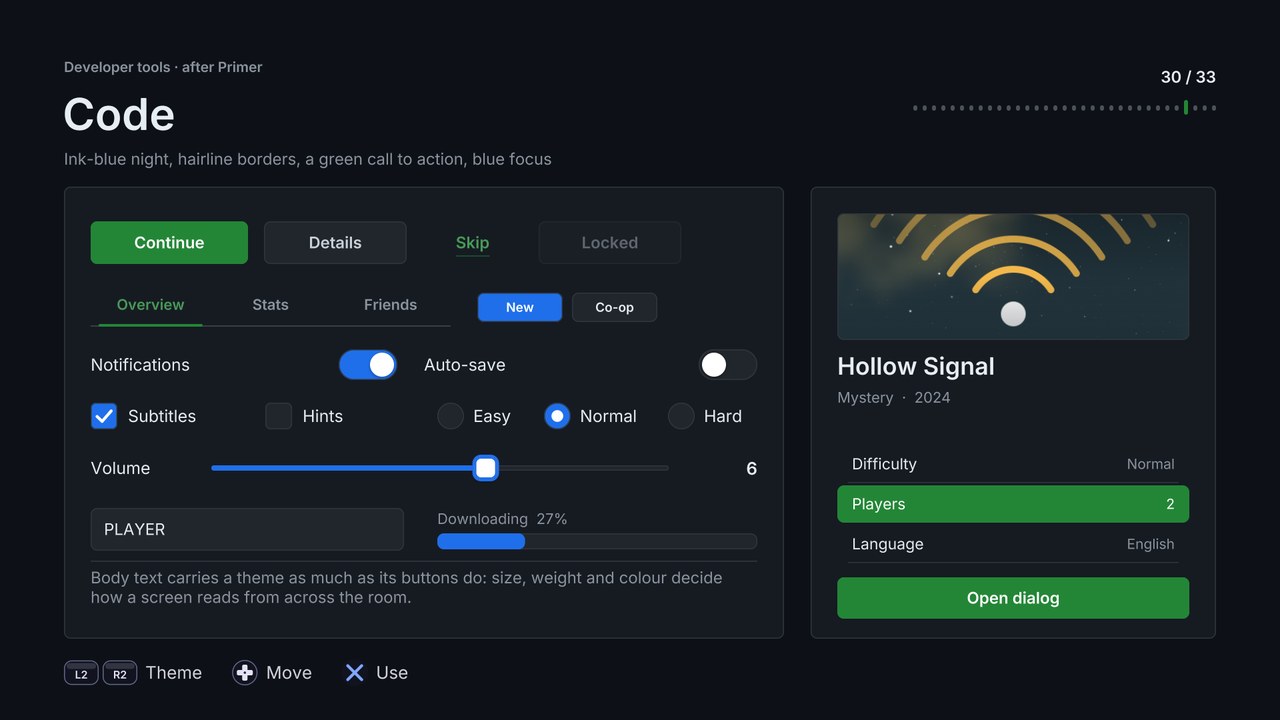 Developer tools · after Primer
Code
Ink-blue night, hairline borders, a green call to action, blue focus
30 / 33
Continue
Details
Skip
Locked
Overview
Stats
Friends
New
Co-op
Notifications
Auto-save
Subtitles
Hints
Easy
Normal
Hard
Volume
6
PLAYER
Downloading 27%
Body text carries a theme as much as its buttons do: size, weight and colour decide
how a screen reads from across the room.
Hollow Signal
Mystery · 2024
Difficulty
Normal
Players
2
Language
English
Open dialog
L2
R2
Theme
Move
Use